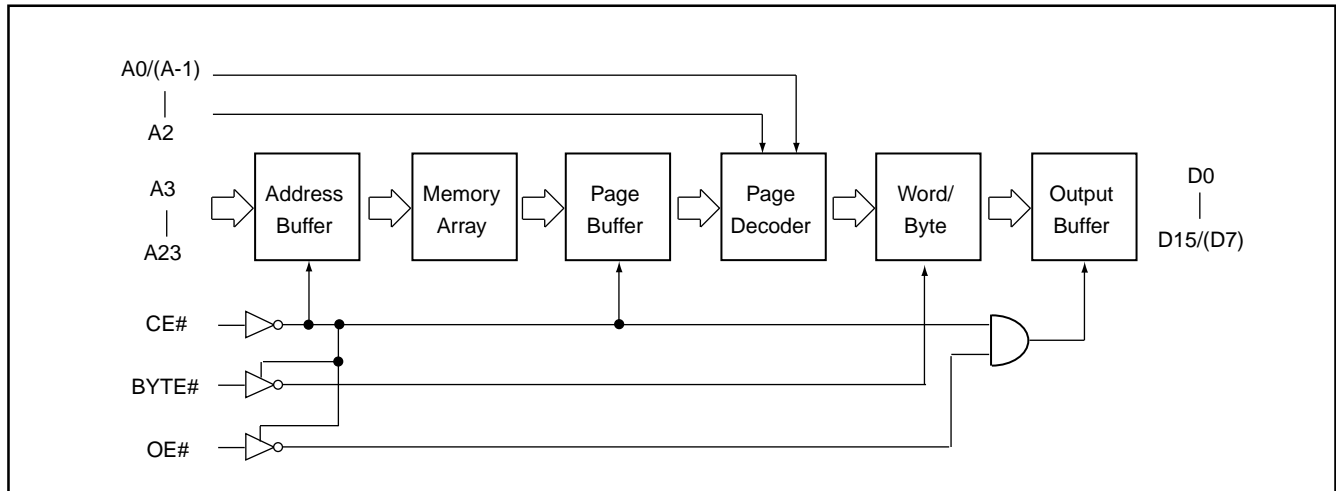 A0/(A-1)
A2
A3
A23
Address
Buffer
Memory
Array
Page
Buffer
Page
Decoder
Word/
Byte
Output
Buffer
D0
D15/(D7)
CE#
BYTE#
OE#